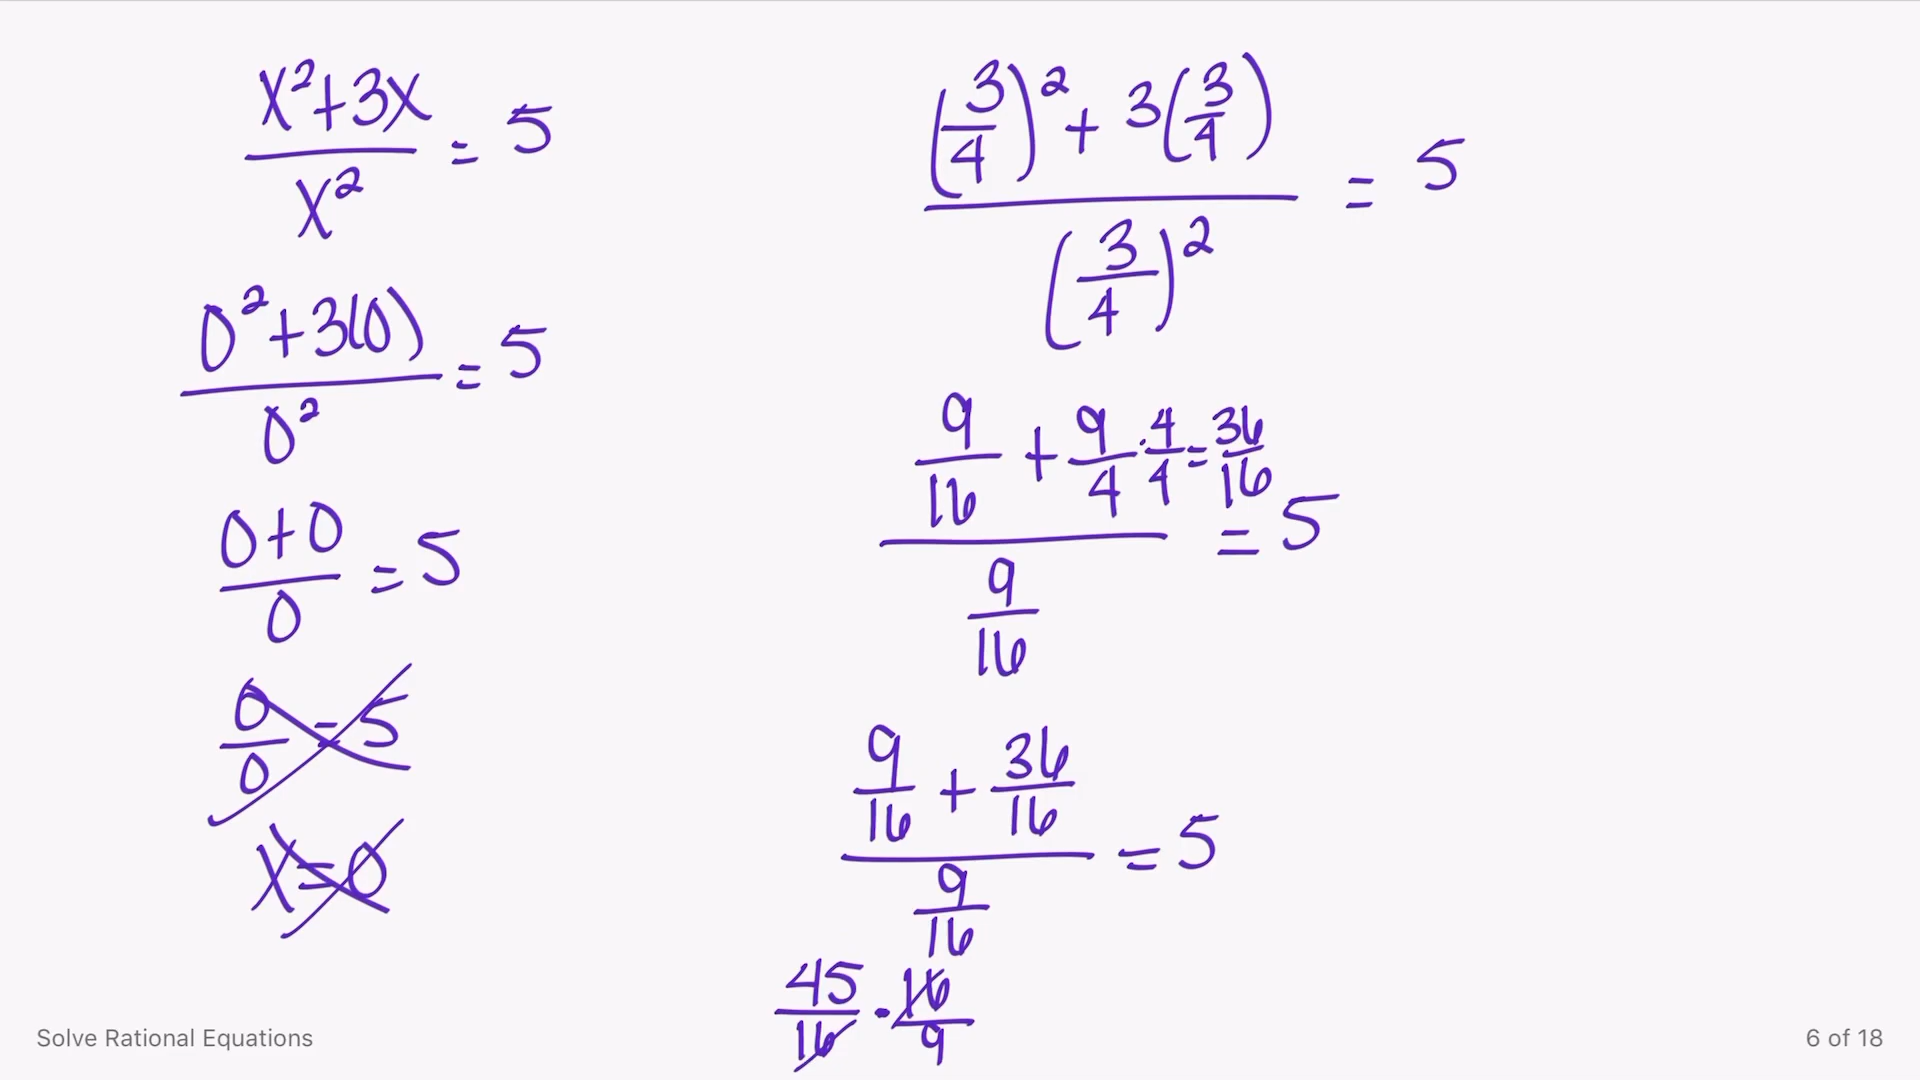 x²+3x
= 5
x²
0²+3(0)
= 5
0²
0+0
= 5
0
0
= 5
0
x=0
(3/4)² + 3(3/4)
= 5
(3/4)²
9/16 + 9/4 · 4/4 = 36/16
= 5
9/16
9/16 + 36/16
= 5
9/16
45/16 · 16/9
Solve Rational Equations
6 of 18